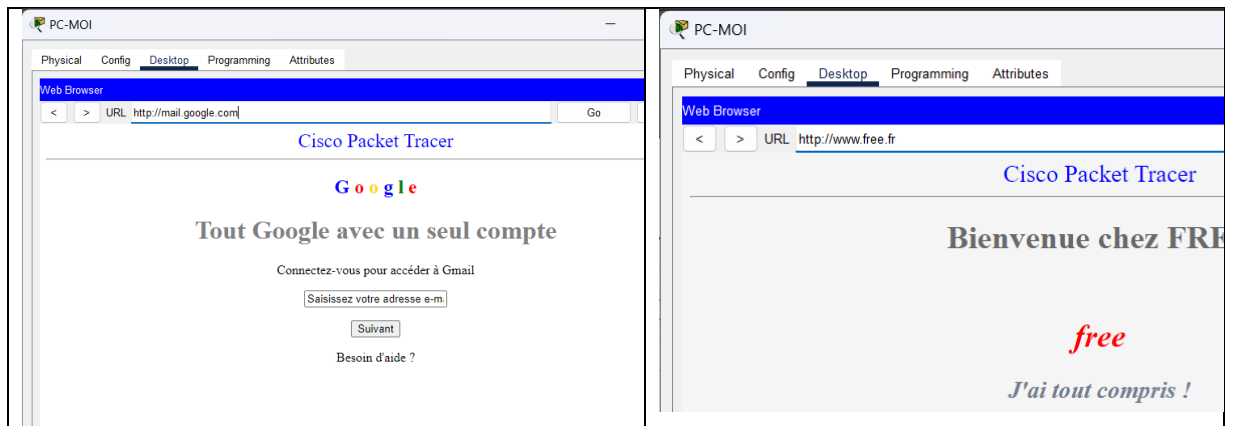 PC-MOI
Physical Config Desktop Programming Attributes
Web Browser
< > URL http://mail.google.com Go
Cisco Packet Tracer
Google
Tout Google avec un seul compte
Connectez-vous pour accéder à Gmail
Saisissez votre adresse e-m
Suivant
Besoin d'aide ?
PC-MOI
Physical Config Desktop Programming Attributes
Web Browser
< > URL http://www.free.fr
Cisco Packet Tracer
Bienvenue chez FRE
free
J'ai tout compris !